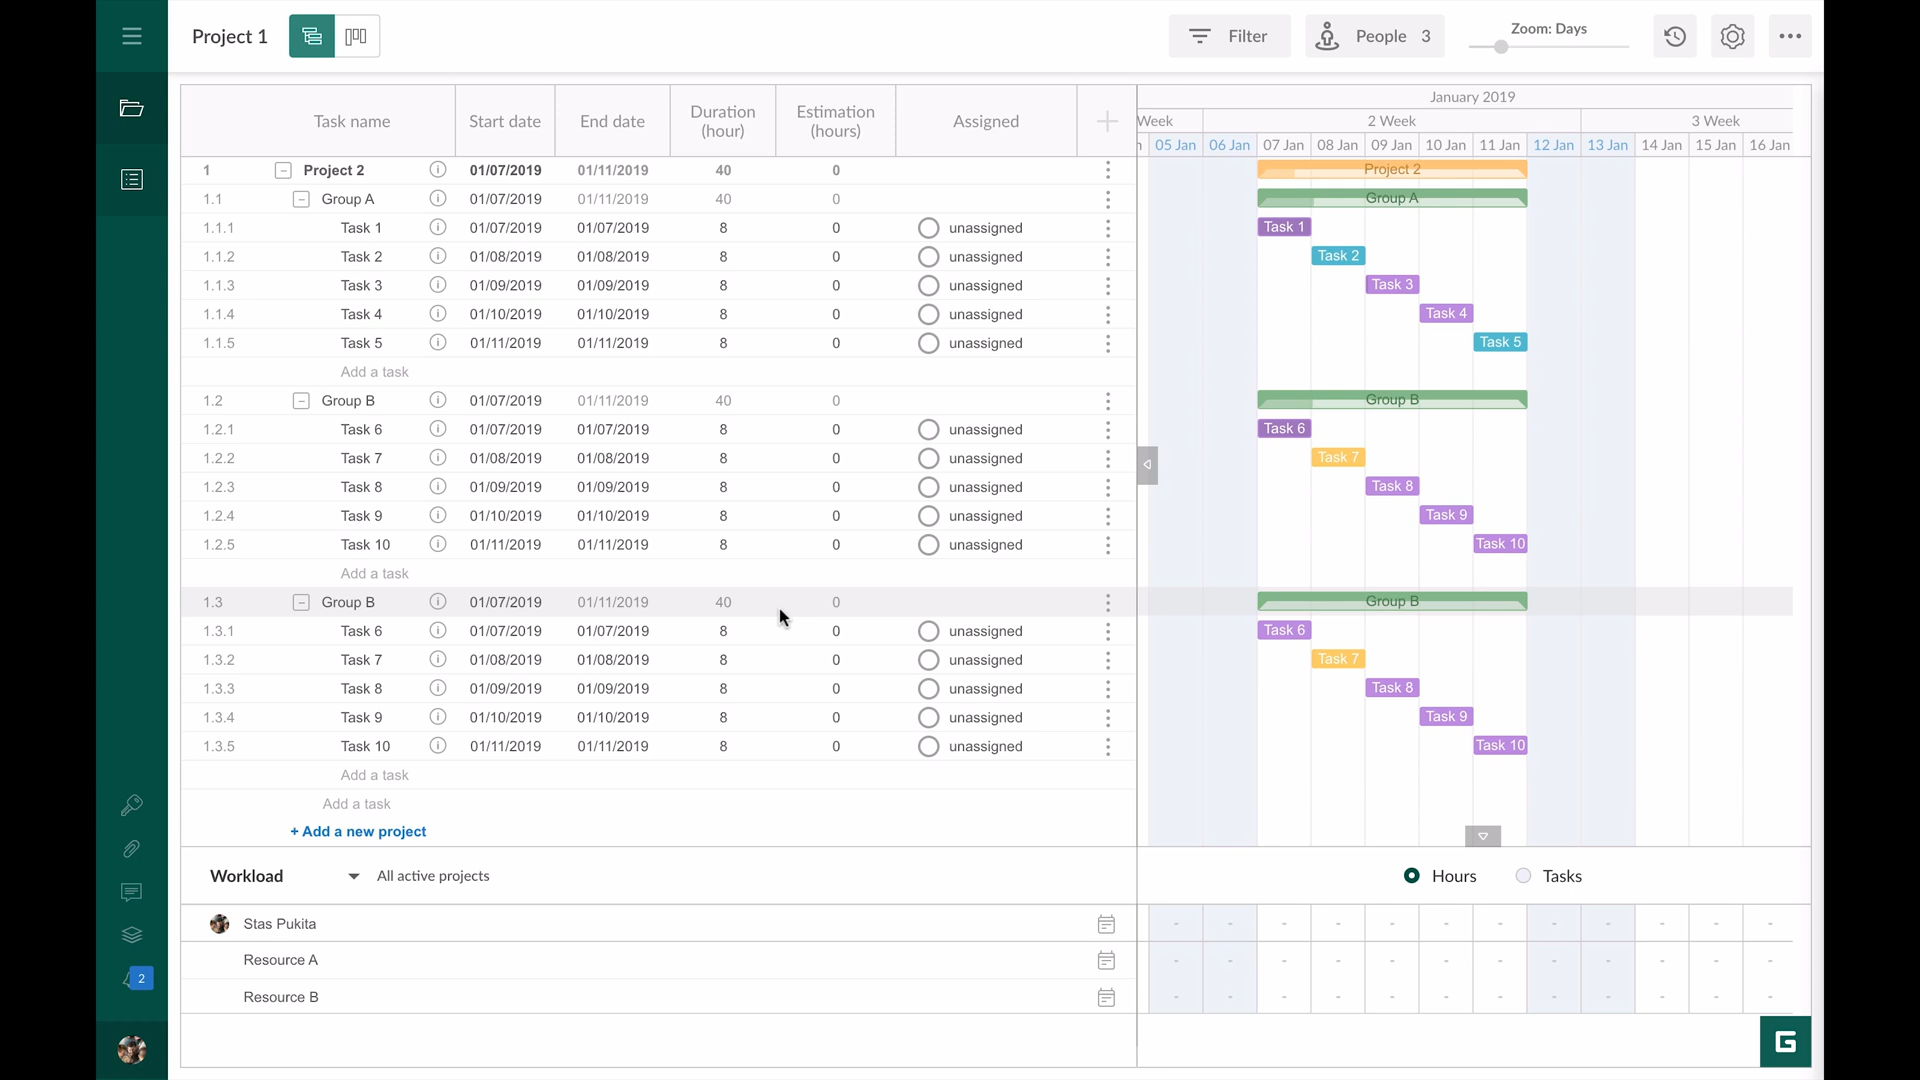 Project 1
Filter
People 3
Zoom: Days
Task name Start date End date Duration (hour) Estimation (hours) Assigned
January 2019
Week 2 Week 3 Week
n 05 Jan 06 Jan 07 Jan 08 Jan 09 Jan 10 Jan 11 Jan 12 Jan 13 Jan 14 Jan 15 Jan 16 Jan
1 Project 2 01/07/2019 01/11/2019 40 0 Project 2
1.1 Group A 01/07/2019 01/11/2019 40 0 Group A
1.1.1 Task 1 01/07/2019 01/07/2019 8 0 unassigned Task 1
1.1.2 Task 2 01/08/2019 01/08/2019 8 0 unassigned Task 2
1.1.3 Task 3 01/09/2019 01/09/2019 8 0 unassigned Task 3
1.1.4 Task 4 01/10/2019 01/10/2019 8 0 unassigned Task 4
1.1.5 Task 5 01/11/2019 01/11/2019 8 0 unassigned Task 5
Add a task
1.2 Group B 01/07/2019 01/11/2019 40 0 Group B
1.2.1 Task 6 01/07/2019 01/07/2019 8 0 unassigned Task 6
1.2.2 Task 7 01/08/2019 01/08/2019 8 0 unassigned Task 7
1.2.3 Task 8 01/09/2019 01/09/2019 8 0 unassigned Task 8
1.2.4 Task 9 01/10/2019 01/10/2019 8 0 unassigned Task 9
1.2.5 Task 10 01/11/2019 01/11/2019 8 0 unassigned Task 10
Add a task
1.3 Group B 01/07/2019 01/11/2019 40 0 Group B
1.3.1 Task 6 01/07/2019 01/07/2019 8 0 unassigned Task 6
1.3.2 Task 7 01/08/2019 01/08/2019 8 0 unassigned Task 7
1.3.3 Task 8 01/09/2019 01/09/2019 8 0 unassigned Task 8
1.3.4 Task 9 01/10/2019 01/10/2019 8 0 unassigned Task 9
1.3.5 Task 10 01/11/2019 01/11/2019 8 0 unassigned Task 10
Add a task
Add a task
+ Add a new project
Workload All active projects Hours Tasks
Stas Pukita - - - - - - - - - - - -
Resource A - - - - - - - - - - - -
Resource B - - - - - - - - - - - -
2
G